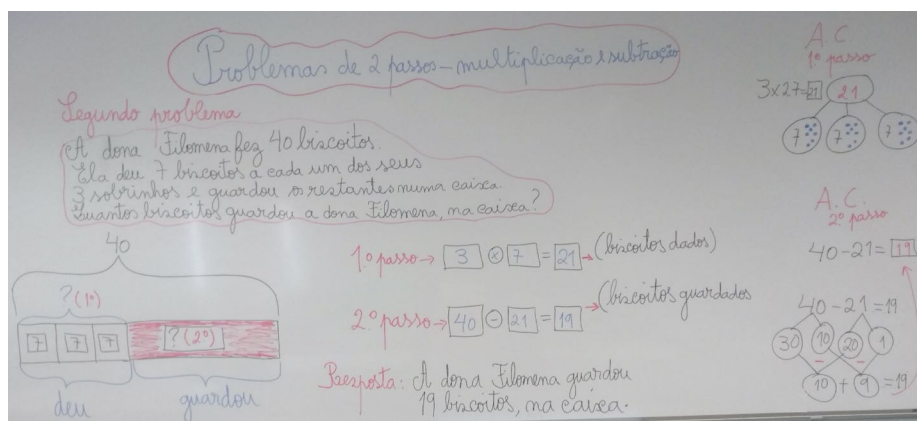 Problemas de 2 passos - multiplicação e subtração
Segundo problema
A dona Filomena fez 40 biscoitos.
Ela deu 7 biscoitos a cada um dos seus
3 sobrinhos e guardou os restantes numa caixa.
Quantos biscoitos guardou a dona Filomena, na caixa?
40
?(1º)
7 7 7 ?(2º)
deu guardou
1º passo → 3 × 7 = 21 → (biscoitos dados)
2º passo → 40 - 21 = 19 → (biscoitos guardados
Resposta: A dona Filomena guardou
19 biscoitos, na caixa.
A.C.
1º passo
3x27=21 21
7 7 7
A.C.
2º passo
40-21=19
40-21=19
30 10 20 1
- -
10 + 9 = 19